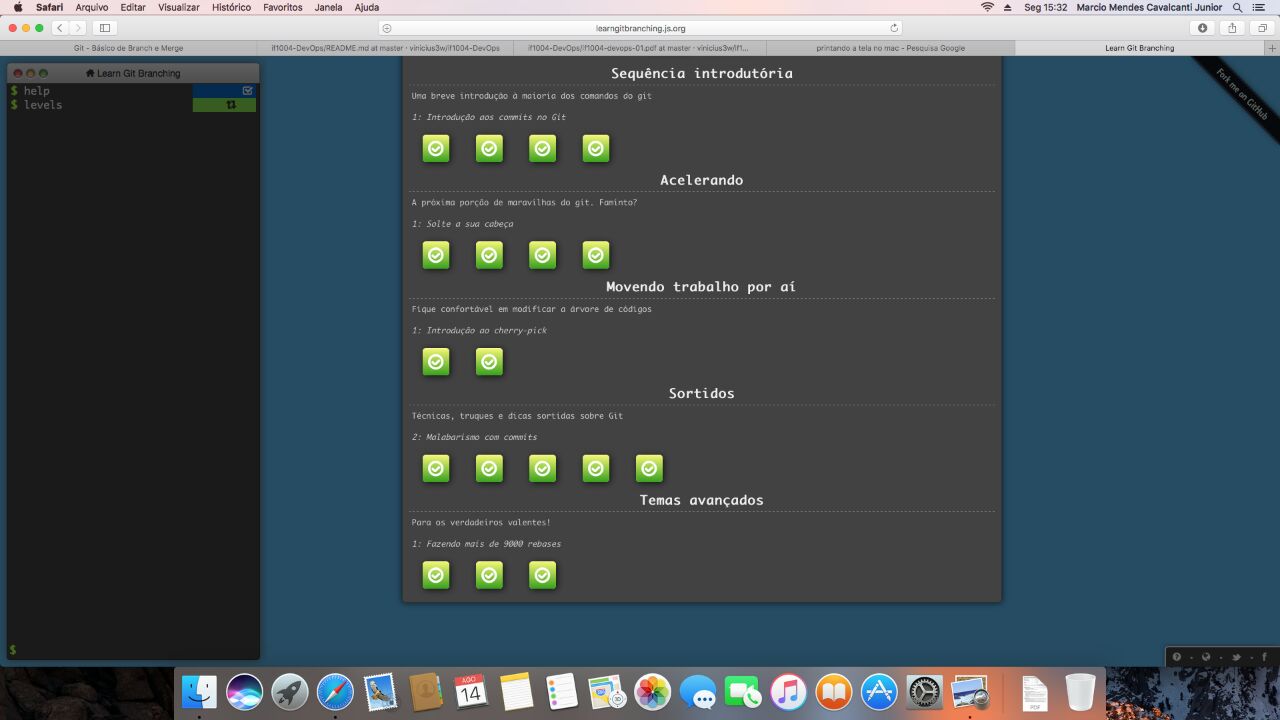 Safari Arquivo Editar Visualizar Histórico Favoritos Janela Ajuda Seg 15:32 Marcio Mendes Cavalcanti Junior
learngitbranching.js.org
Git - Básico de Branch e Merge
if1004-DevOps/README.md at master · vinicius3w/if1004-DevOps
if1004-DevOps/if1004-devops-01.pdf at master · vinicius3w/if1...
printando a tela no mac - Pesquisa Google
Learn Git Branching
Learn Git Branching
$ help
$ levels
$
Sequência introdutória
Uma breve introdução à maioria dos comandos do git
1: Introdução aos commits no Git
Acelerando
A próxima porção de maravilhas do git. Faminto?
1: Solte a sua cabeça
Movendo trabalho por aí
Fique confortável em modificar a árvore de códigos
1: Introdução ao cherry-pick
Sortidos
Técnicas, truques e dicas sortidas sobre Git
2: Malabarismo com commits
Temas avançados
Para os verdadeiros valentes!
1: Fazendo mais de 9000 rebases
Fork me on GitHub
AGO
14
30
PDF